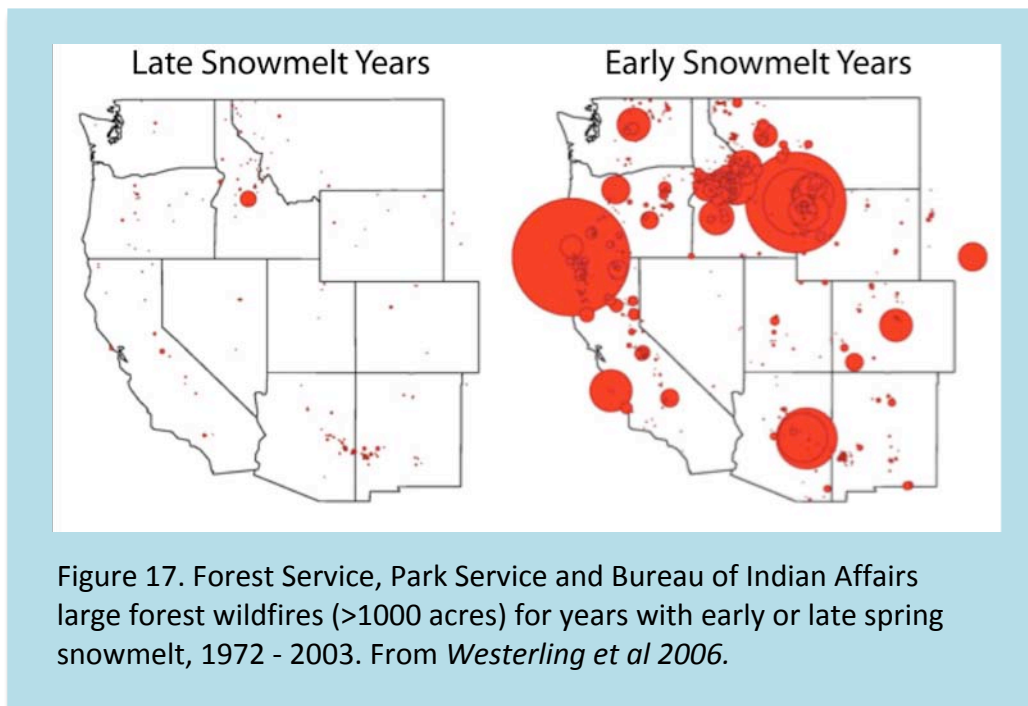 Late Snowmelt Years
Early Snowmelt Years
Figure 17. Forest Service, Park Service and Bureau of Indian Affairs
large forest wildfires (>1000 acres) for years with early or late spring
snowmelt, 1972 - 2003. From Westerling et al 2006.